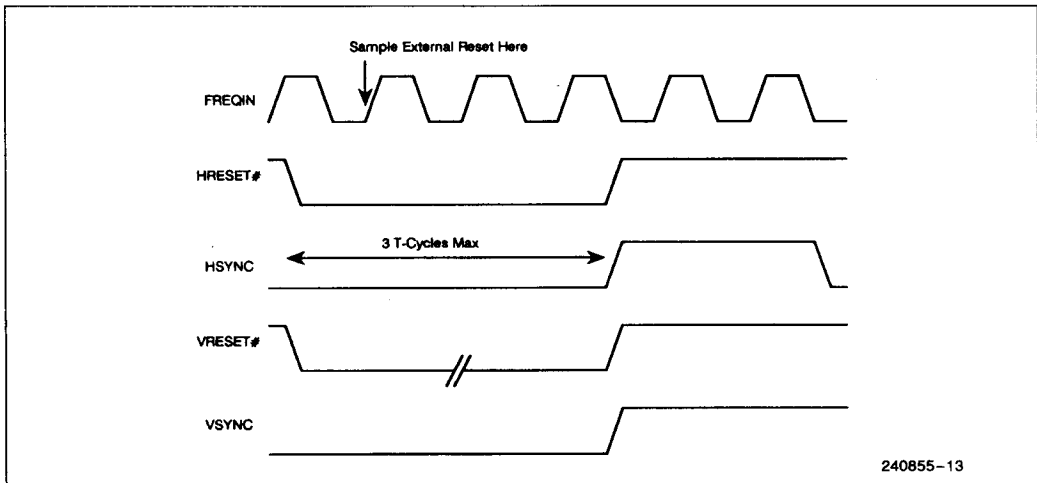 Sample External Reset Here
FREQIN
HRESET#
3 T-Cycles Max
HSYNC
VRESET#
VSYNC
240855-13